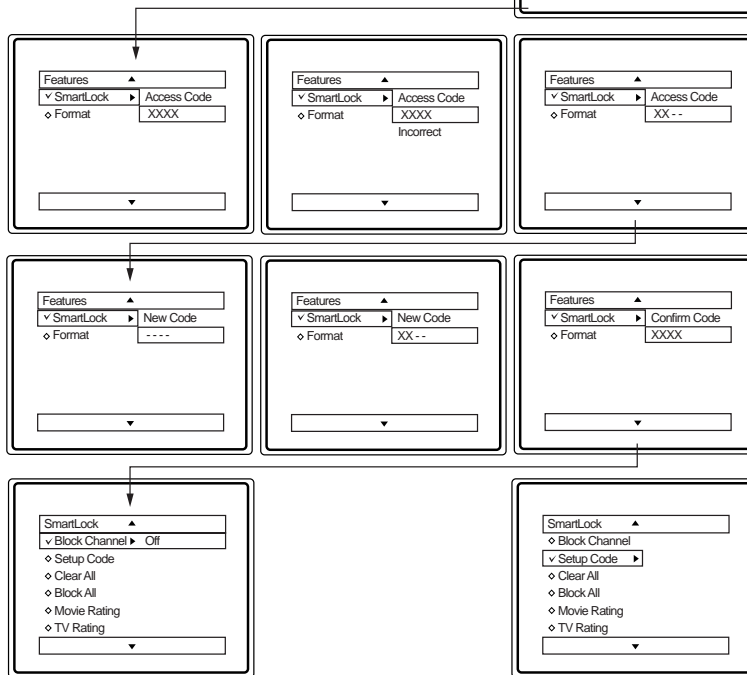 Features
SmartLock Access Code
Format XXXX
Features
SmartLock Access Code
Format XXXX
Incorrect
Features
SmartLock Access Code
Format XX--
Features
SmartLock New Code
Format ----
Features
SmartLock New Code
Format XX--
Features
SmartLock Confirm Code
Format XXXX
SmartLock
Block Channel Off
Setup Code
Clear All
Block All
Movie Rating
TV Rating
SmartLock
Block Channel
Setup Code
Clear All
Block All
Movie Rating
TV Rating